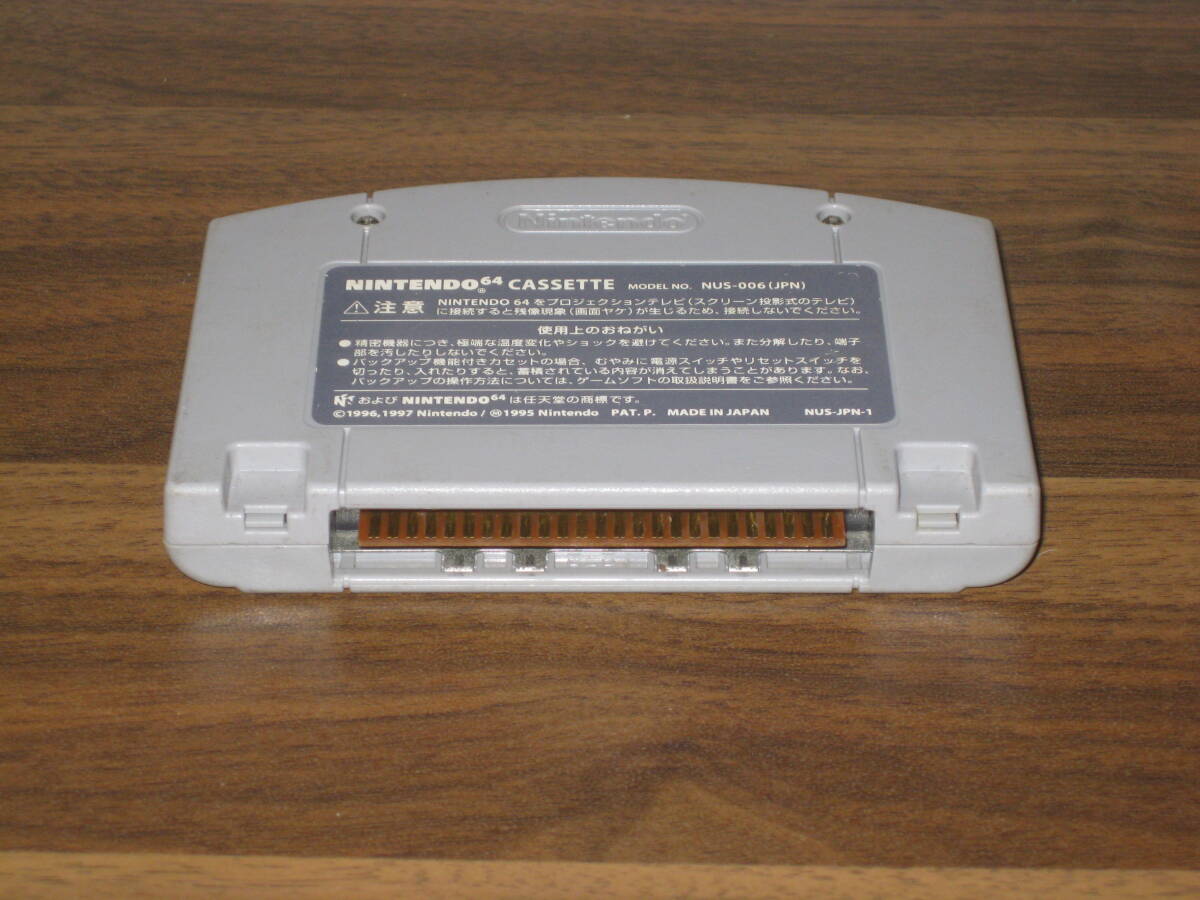 Nintendo
NINTENDO64 CASSETTE MODEL NO. NUS-006(JPN)
⚠注意 NINTENDO 64をプロジェクションテレビ(スクリーン投影式のテレビ)
に接続すると残像現象(画面ヤケ)が生じるため、接続しないでください。
使用上のおねがい
●精密機器につき、極端な温度変化やショックを避けてください。また分解したり、端子
部を汚したりしないでください。
●バックアップ機能付きカセットの場合、むやみに電源スイッチやリセットスイッチを
切ったり、入れたりすると、蓄積されている内容が消えてしまうことがあります。なお、
バックアップの操作方法については、ゲームソフトの取扱説明書をご参照ください。
および NINTENDO64 は任天堂の商標です。
©1996,1997 Nintendo/Ⓜ1995 Nintendo PAT. P. MADE IN JAPAN NUS-JPN-1